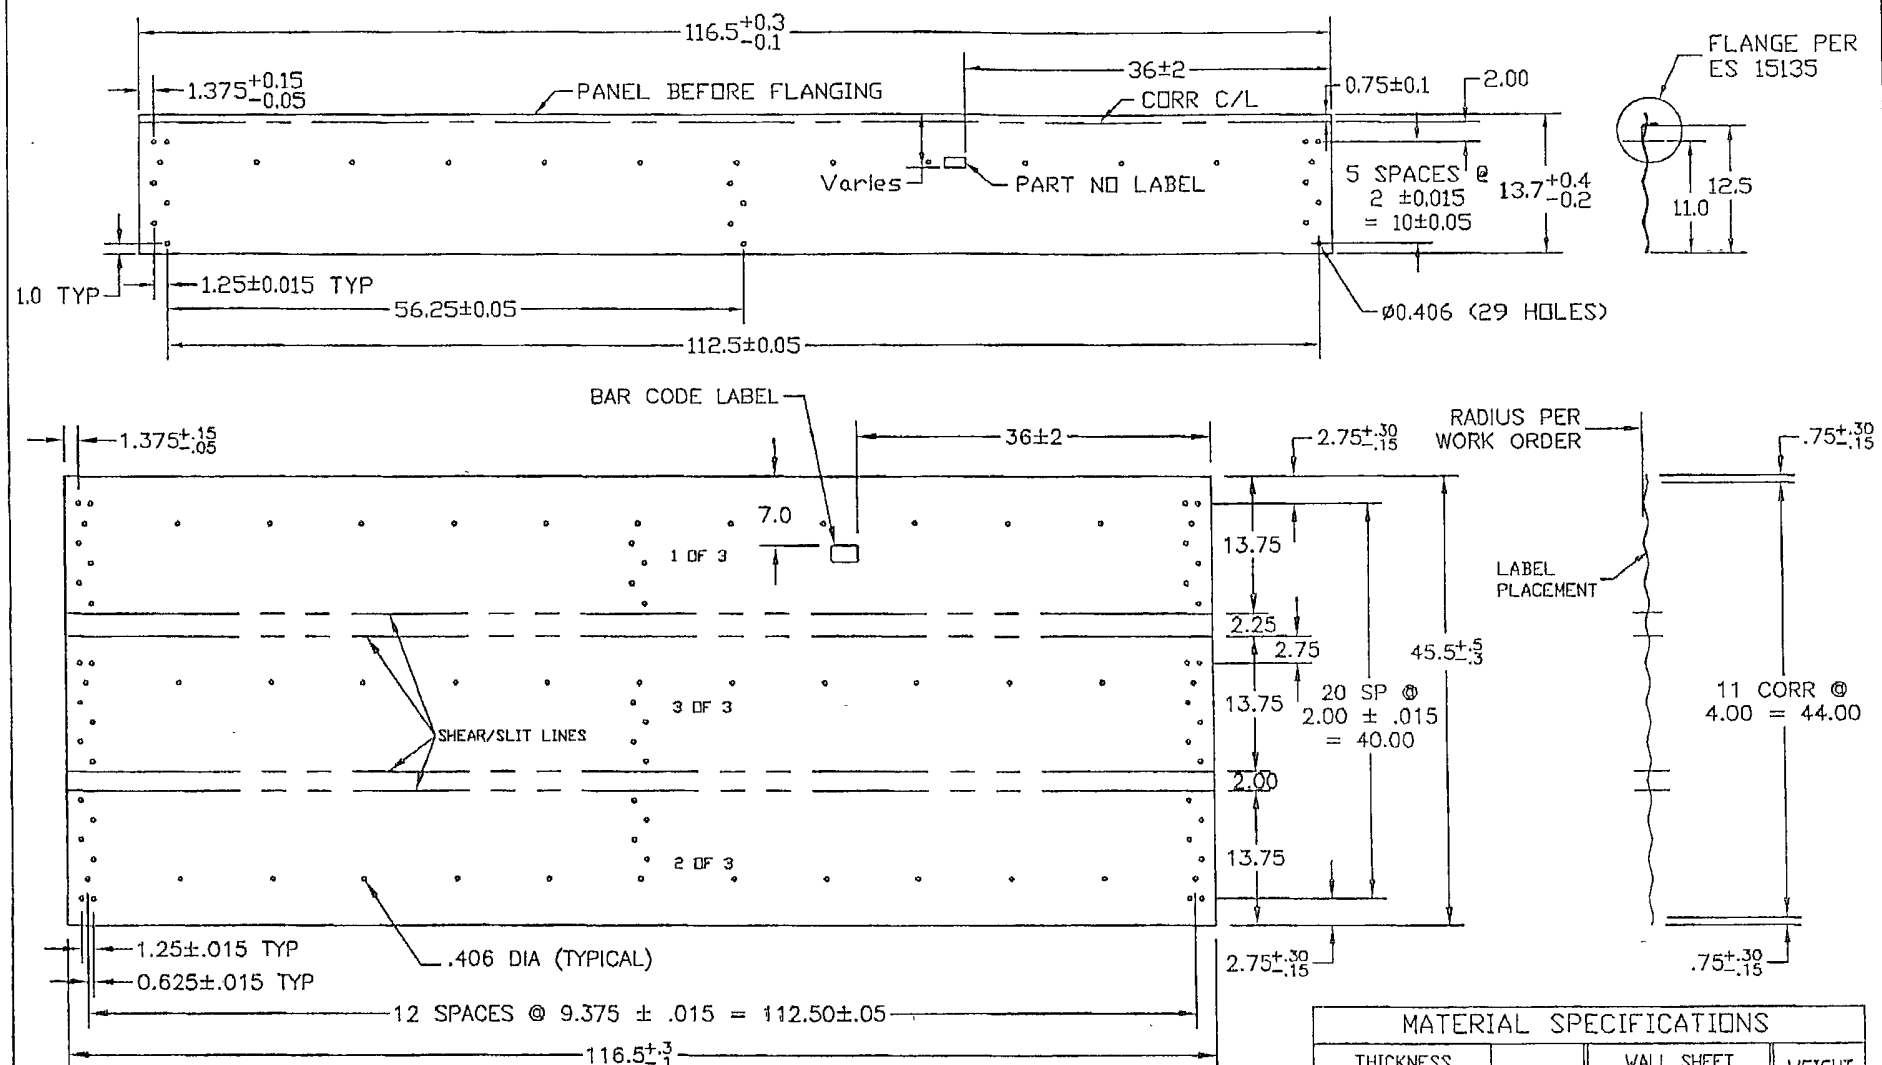 116.5 +0.3 -0.1
36±2
FLANGE PER
ES 15135
1.375 +0.15 -0.05
PANEL BEFORE FLANGING
CORR C/L
0.75±0.1
2.00
Varies
PART NO LABEL
5 SPACES @
2 ±0.015
= 10±0.05
13.7 +0.4 -0.2
11.0
12.5
1.0 TYP
1.25±0.015 TYP
56.25±0.05
ø0.406 (29 HOLES)
112.5±0.05
BAR CODE LABEL
1.375 +.15 -.05
36±2
2.75 +.30 -.15
RADIUS PER
WORK ORDER
.75 +.30 -.15
7.0
1 OF 3
13.75
LABEL
PLACEMENT
2.25
2.75
45.5 +.5 -.3
3 OF 3
13.75
20 SP @
2.00 ± .015
= 40.00
11 CORR @
4.00 = 44.00
SHEAR/SLIT LINES
2.00
2 OF 3
13.75
1.25±.015 TYP
.406 DIA (TYPICAL)
2.75 +.30 -.15
.75 +.30 -.15
0.625±.015 TYP
12 SPACES @ 9.375 ± .015 = 112.50±.05
116.5 +.3 -.1
MATERIAL SPECIFICATIONS
THICKNESS
WALL SHEET
WEIGHT